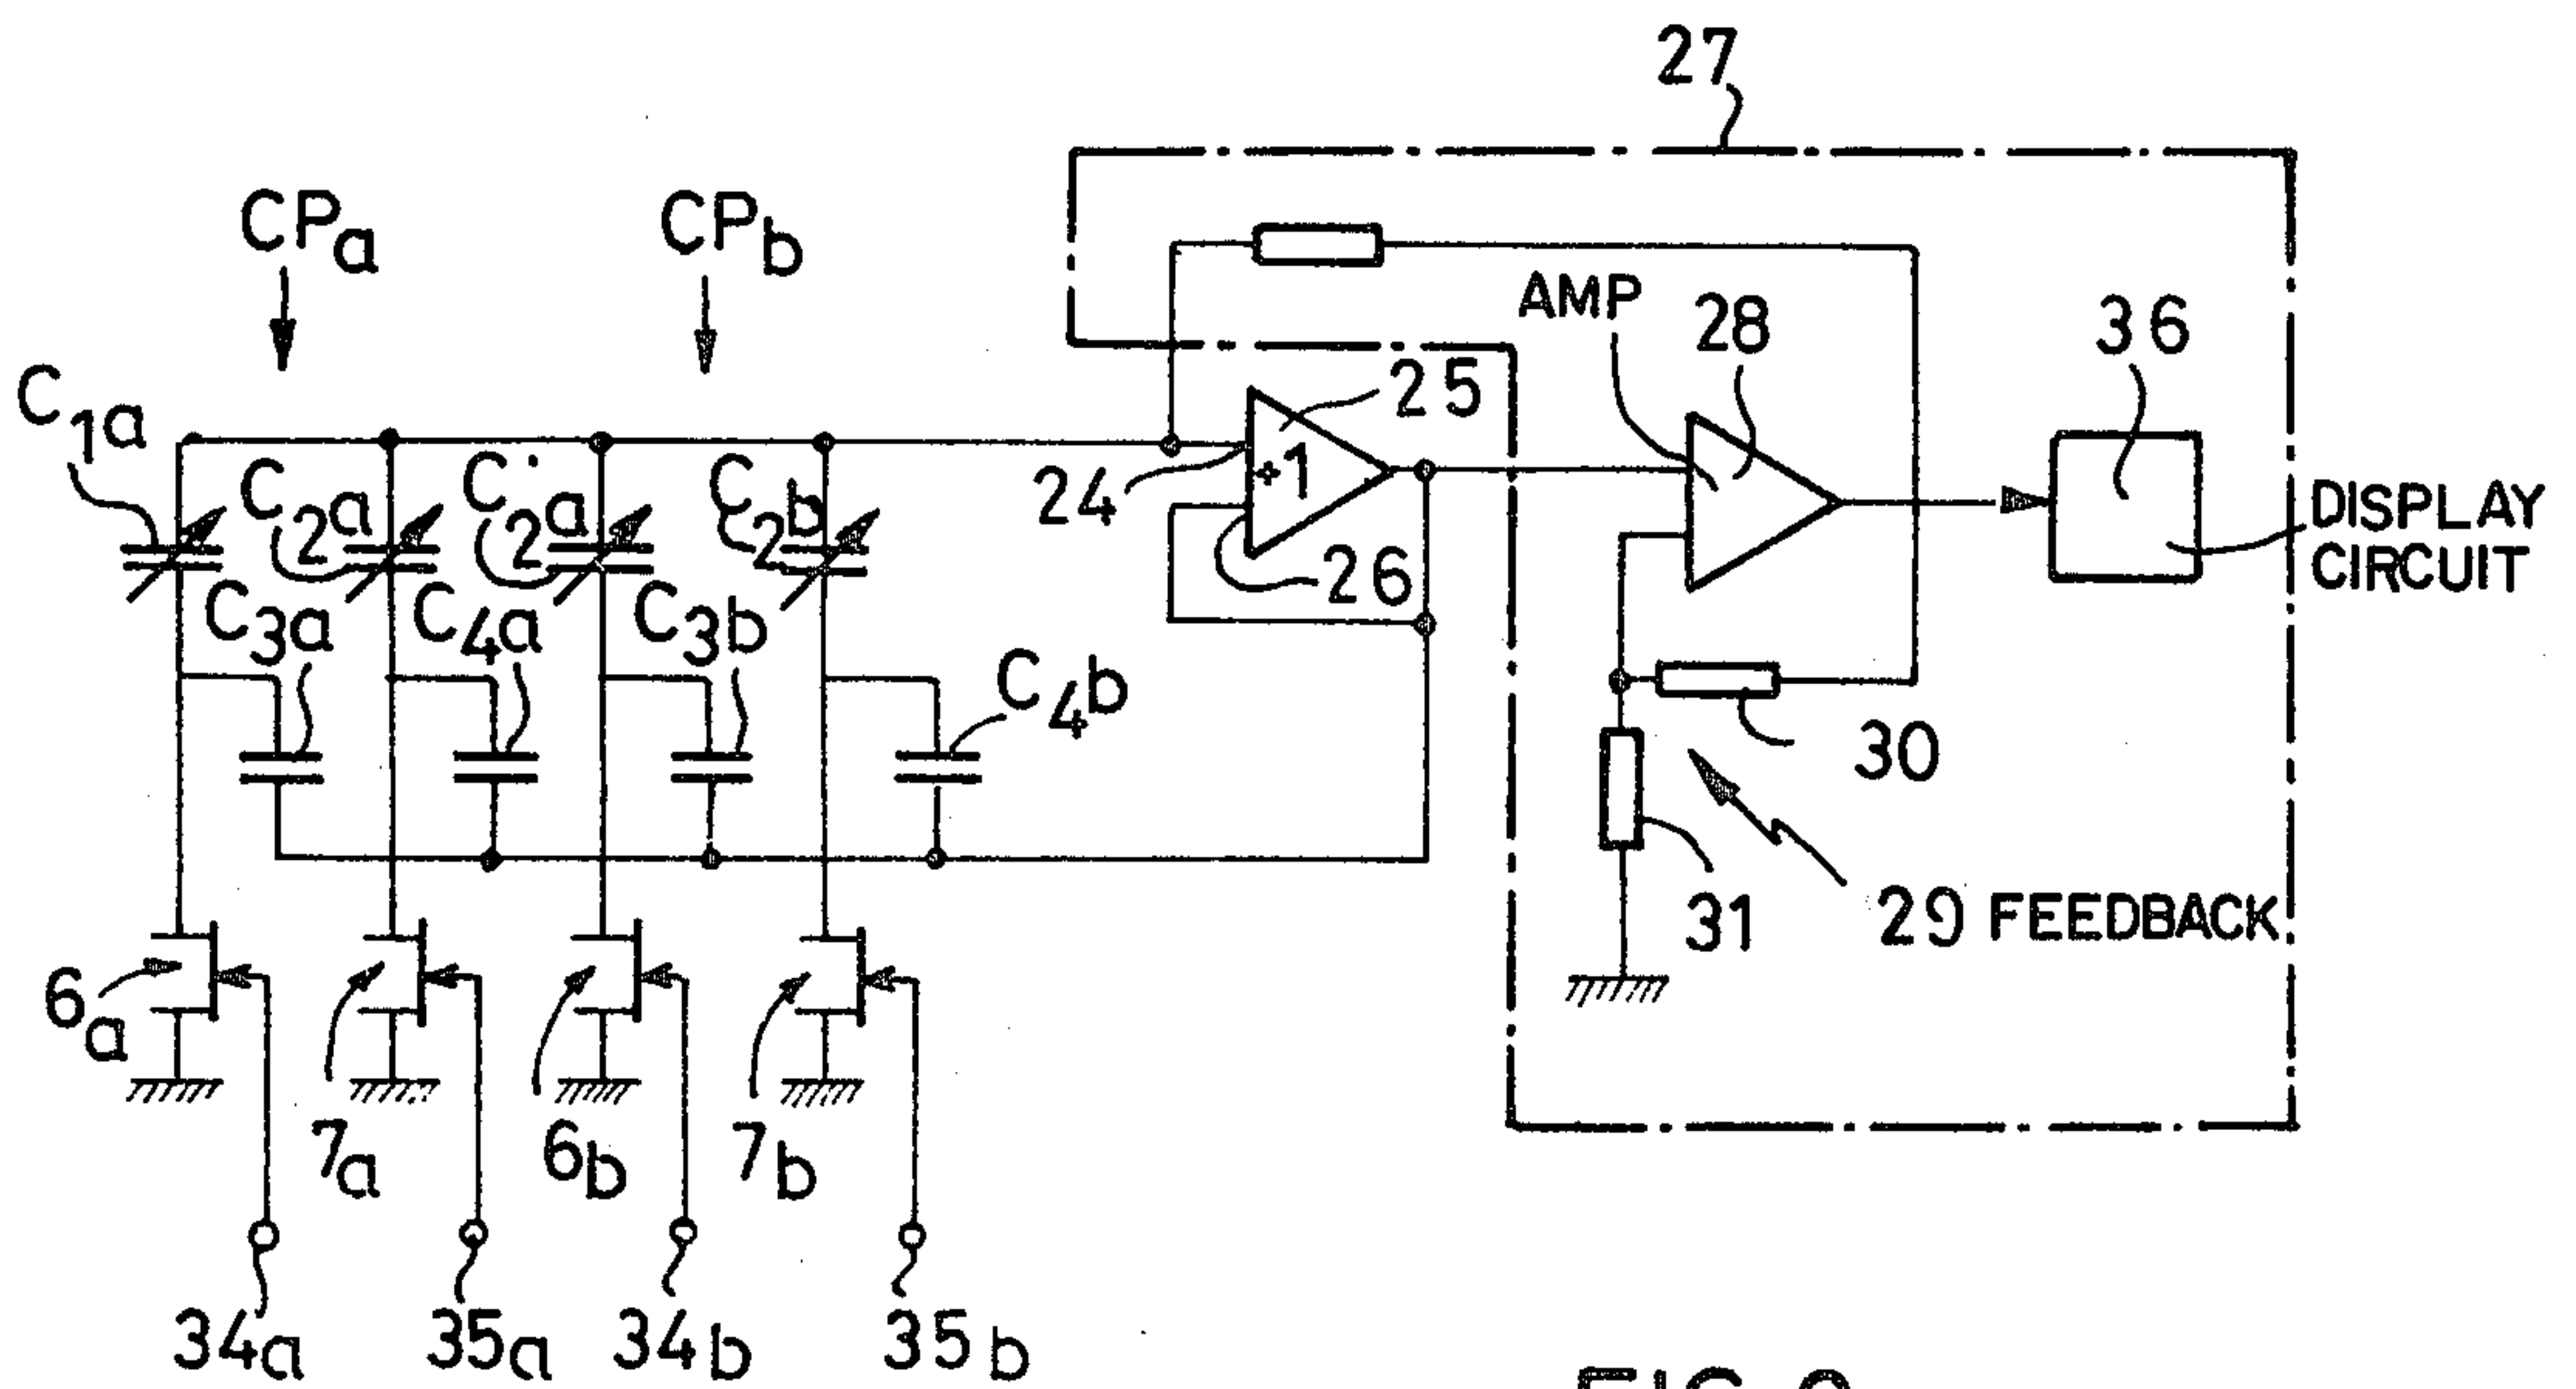 27
CPa
CPb
AMP
28
36
C1a
25
C2a
C2a
C2b
24
+1
DISPLAY
CIRCUIT
26
C3a
C4a
C3b
C4b
30
31
29 FEEDBACK
6a
7a
6b
7b
34a
35a
34b
35b